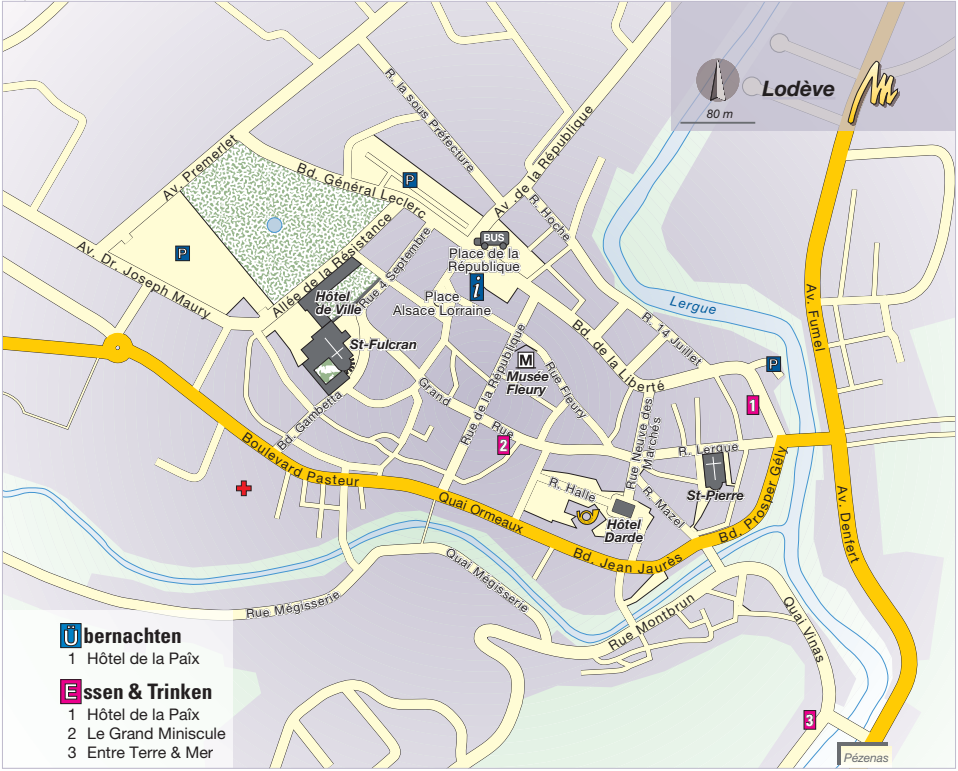 Lodève
80 m
R. la sous Préfecture
Av. de la République
Av. Premerlet
Bd. Général Leclerc
P
R. Hoche
BUS
Place de la
République
i
P
Av. Dr. Joseph Maury
Allée de la Résistance
Rue 4 Septembre
Hôtel
de Ville
Place
Alsace Lorraine
Lergue
Av. Fumel
St-Fulcran
R. 14 Juillet
Bd. de la Liberté
M
Musée
Fleury
Rue Fleury
P
1
Grand
Rue
Rue de la République
2
Bd. Gambetta
Rue Neuve des
Marchés
R. Lergue
St-Pierre
Boulevard Pasteur
Quai Ormeaux
R. Halle
R. Mazel
Hôtel
Darde
Bd. Prosper Gély
Bd. Jean Jaurès
Av. Denfert
Quai Mégisserie
Rue Mégisserie
Rue Montbrun
Quai Vinas
3
Pézenas
Übernachten
1 Hôtel de la Paîx
Essen & Trinken
1 Hôtel de la Paîx
2 Le Grand Miniscule
3 Entre Terre & Mer